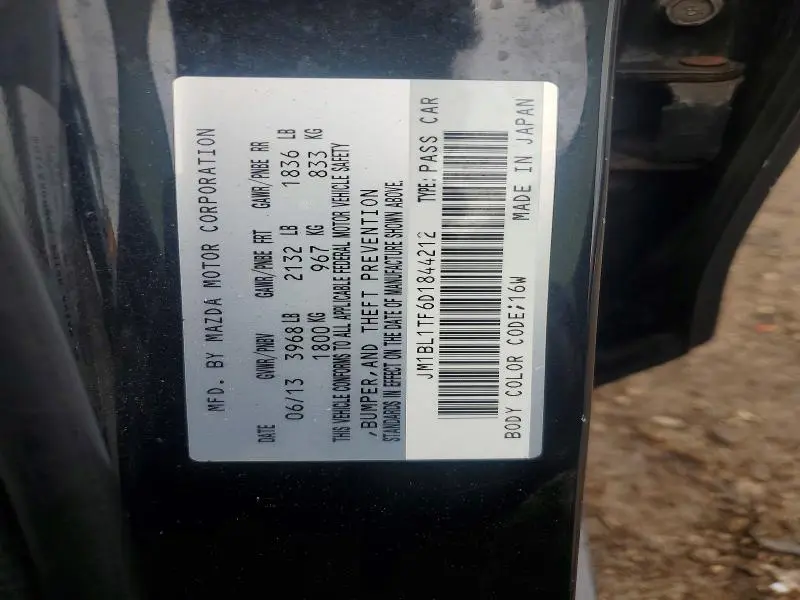 MFD. BY MAZDA MOTOR CORPORATION
DATE GVWR/PNBV GAWR/PNBE FRT GAWR/PNBE RR
06/13 3968 LB 2132 LB 1836 LB
1800 KG 967 KG 833 KG
THIS VEHICLE CONFORMS TO ALL APPLICABLE FEDERAL MOTOR VEHICLE SAFETY
,BUMPER,AND THEFT PREVENTION
STANDARDS IN EFFECT ON THE DATE OF MANUFACTURE SHOWN ABOVE.
JM1BL1TF6D1844212 TYPE: PASS CAR
BODY COLOR CODE;16W MADE IN JAPAN